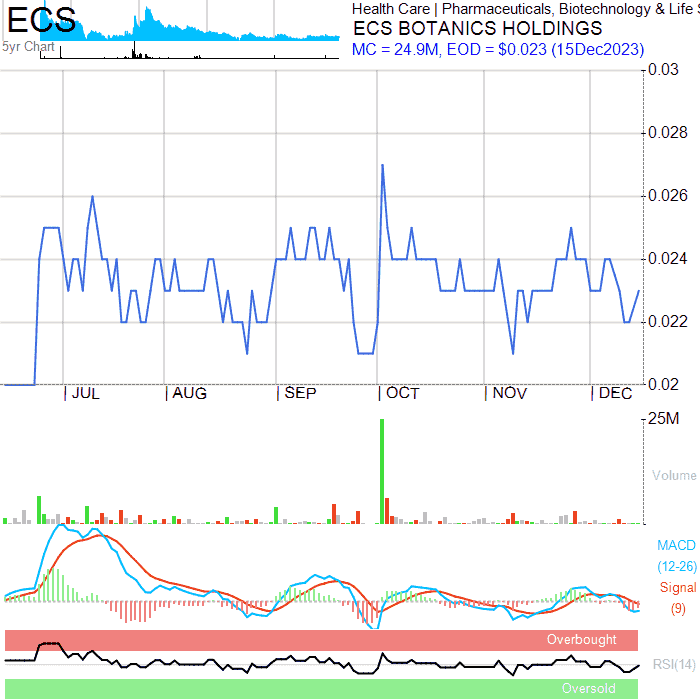 ECS
5yr Chart
Health Care | Pharmaceuticals, Biotechnology & Life S
ECS BOTANICS HOLDINGS
MC = 24.9M, EOD = $0.023 (15Dec2023)
0.03
0.028
0.026
0.024
0.022
0.02
JUL AUG SEP OCT NOV DEC
25M
Volume
MACD
(12-26)
Signal
(9)
Overbought
RSI(14)
Oversold